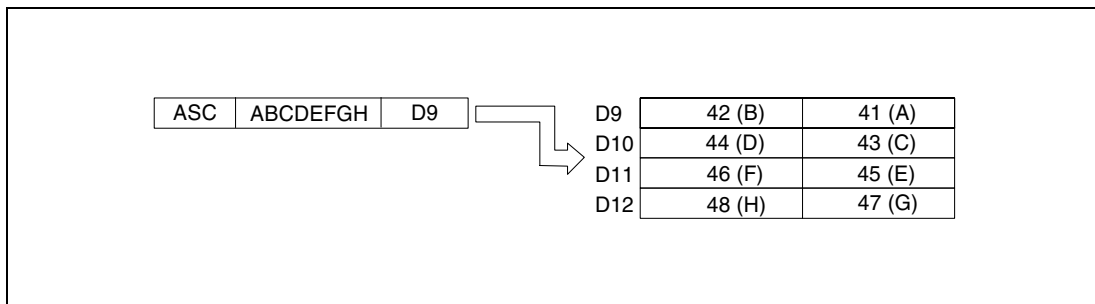 ASC ABCDEFGH D9
D9 42 (B) 41 (A)
D10 44 (D) 43 (C)
D11 46 (F) 45 (E)
D12 48 (H) 47 (G)